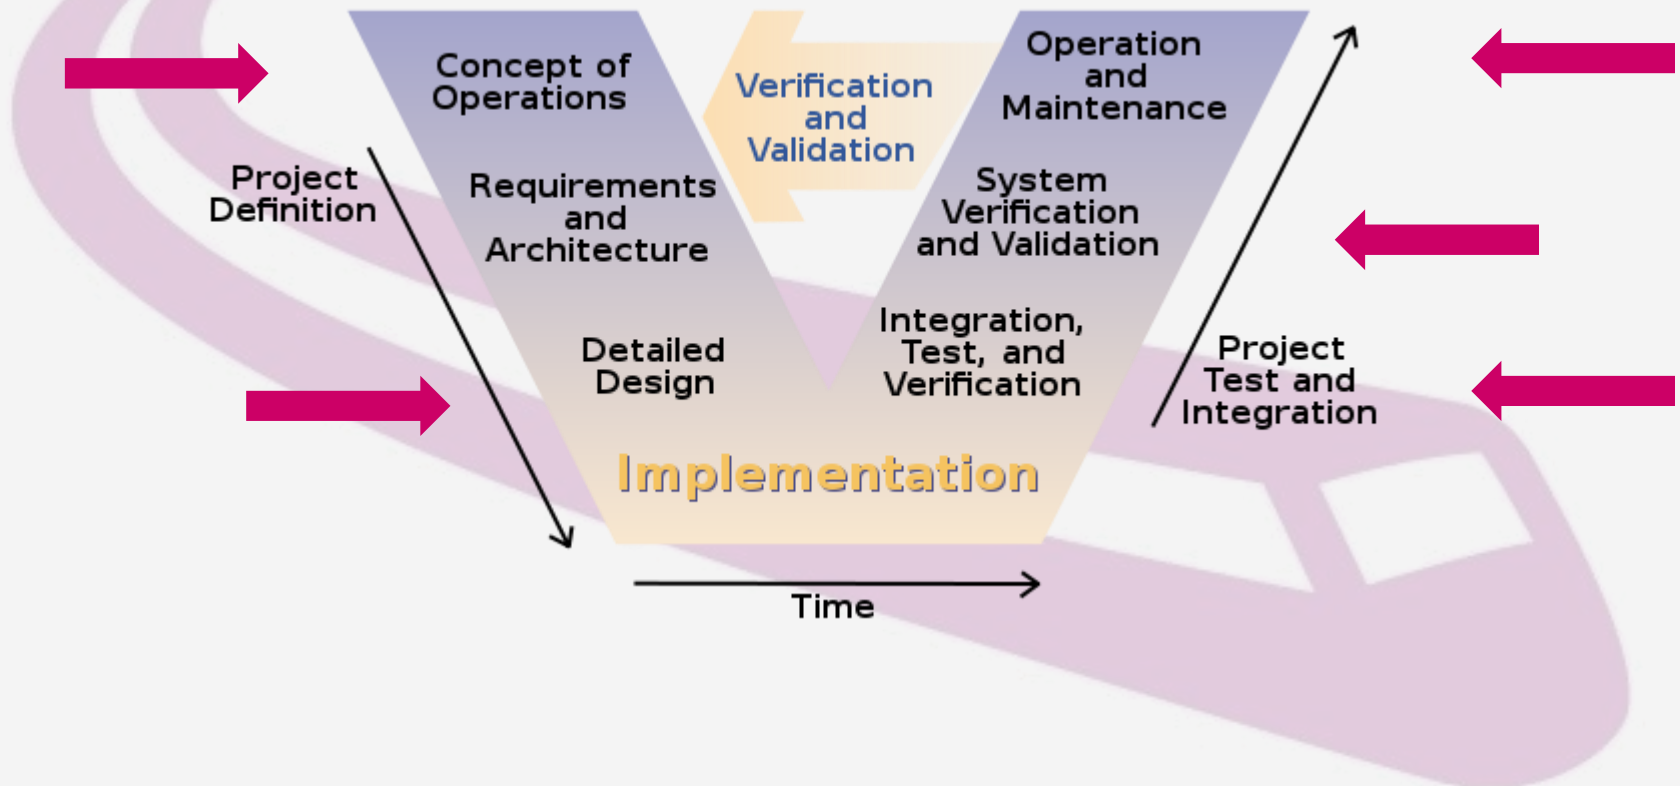 Concept of
Operations
Verification
and
Validation
Operation
and
Maintenance
Project
Definition
Requirements
and
Architecture
System
Verification
and Validation
Detailed
Design
Integration,
Test, and
Verification
Project
Test and
Integration
Implementation
Time